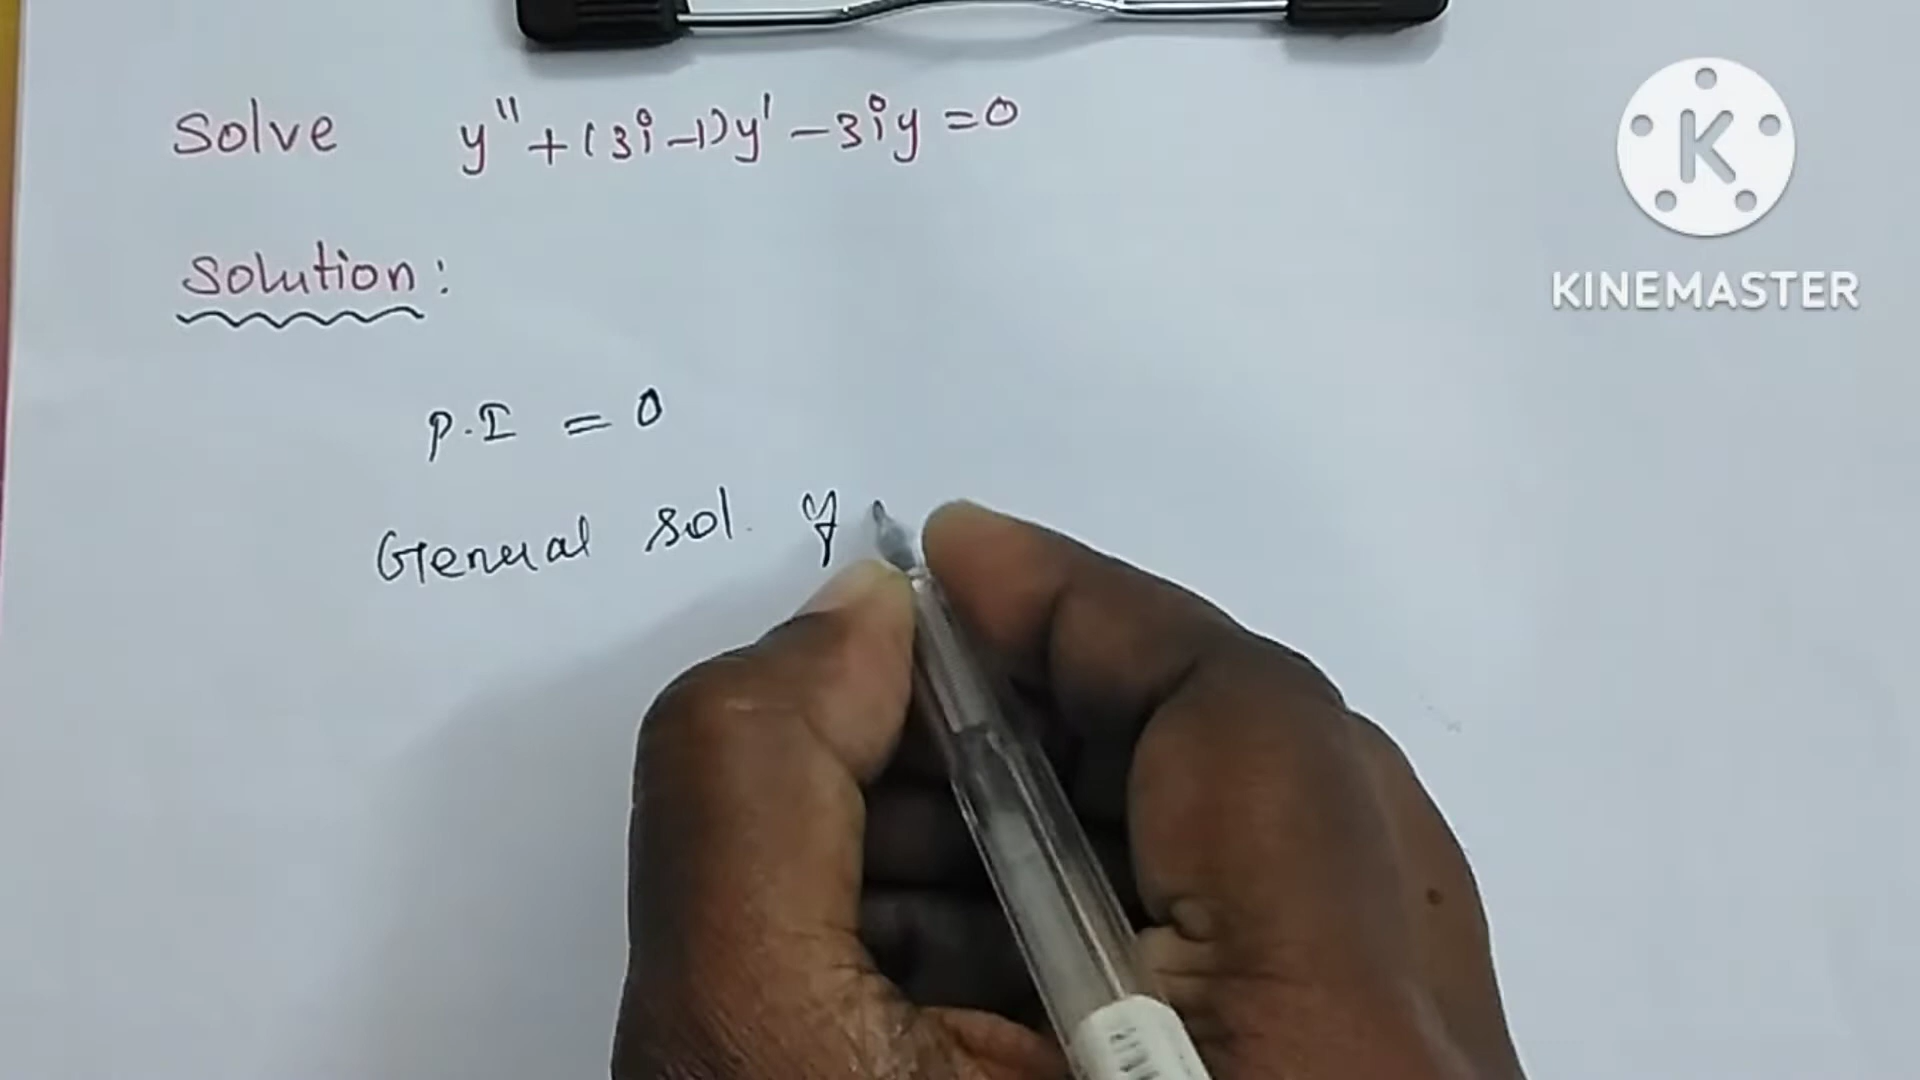 Solve y" + (3i-1)y' - 3iy = 0
K
KINEMASTER
Solution:
P.I = 0
General sol. y